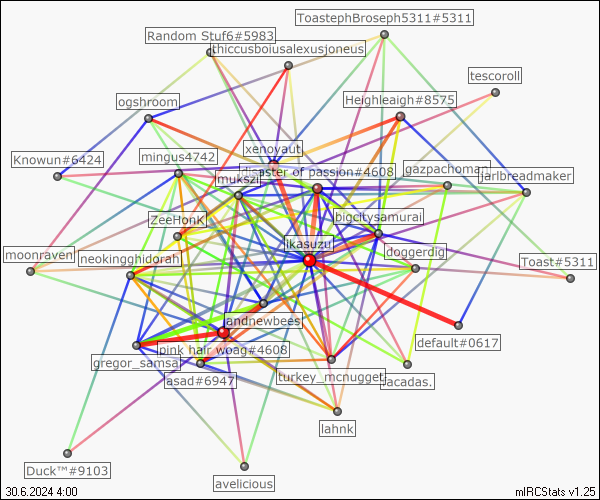 ToastephBroseph5311#5311
Random Stuf6#5983
thiccusboiusalexusjoneus
tescoroll
ogshroom
Heighleaigh#8575
xenoyaut
Knowun#6424
mingus4742
disaster of passion#4608
gazpachoman
mukszi
jarlbreadmaker
ZeeHonK
bigcitysamurai
ikasuzu
moonraven
neokingghidorah
doggerdig
Toast#5311
andnewbees
default#0617
gregor_samsa
pink hair woag#4608
asad#6947
turkey_mcnugget
acadas.
lahnk
Duck™#9103
avelicious
30.6.2024 4:00
mIRCStats v1.25